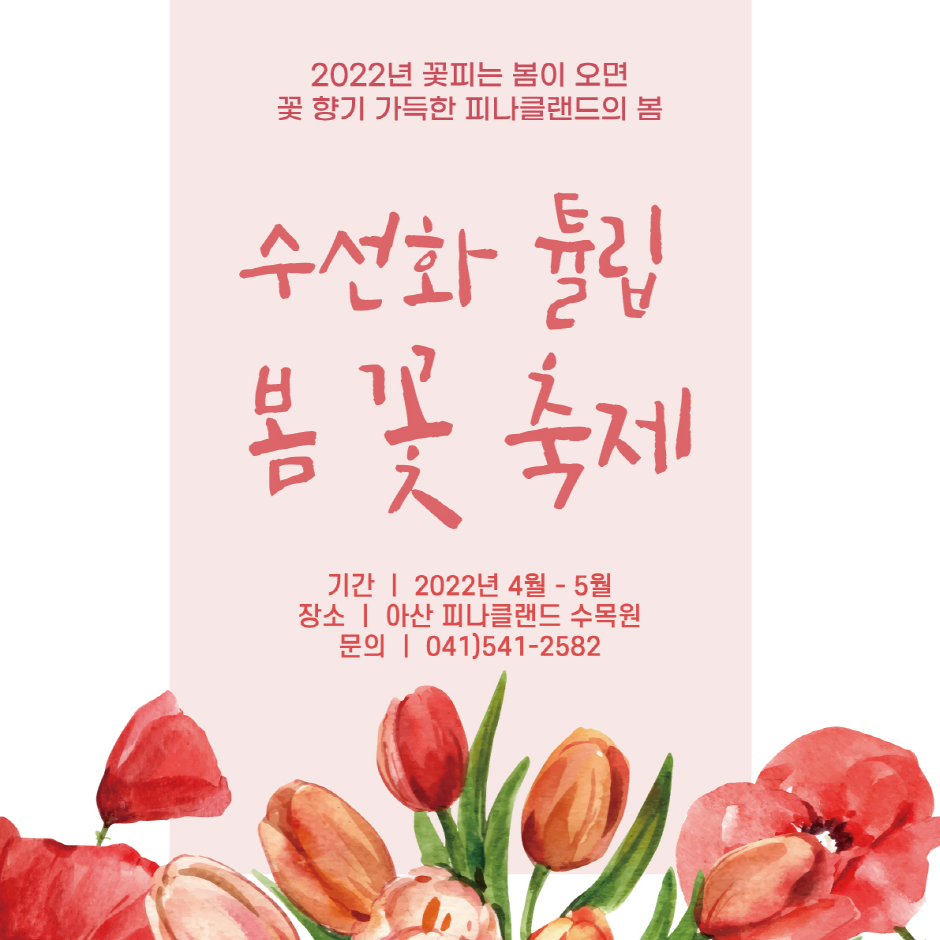 2022년 꽃피는 봄이 오면
꽃 향기 가득한 피나클랜드의 봄
수선화 튤립
봄 꽃 축제
기간 | 2022년 4월 - 5월
장소 | 아산 피나클랜드 수목원
문의 | 041)541-2582